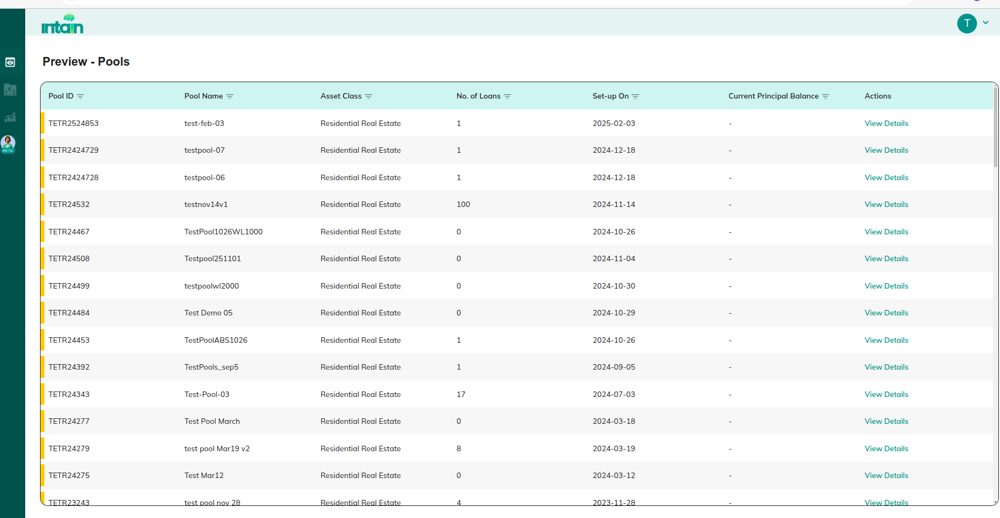 intain
T
BETA
Preview - Pools
Pool ID Pool Name Asset Class No. of Loans Set-up On Current Principal Balance Actions
TETR2524853 test-feb-03 Residential Real Estate 1 2025-02-03 - View Details
TETR2424729 testpool-07 Residential Real Estate 1 2024-12-18 - View Details
TETR2424728 testpool-06 Residential Real Estate 1 2024-12-18 - View Details
TETR24532 testnov14v1 Residential Real Estate 100 2024-11-14 - View Details
TETR24467 TestPool1026WL1000 Residential Real Estate 0 2024-10-26 - View Details
TETR24508 Testpool251101 Residential Real Estate 0 2024-11-04 - View Details
TETR24499 testpoolwl2000 Residential Real Estate 0 2024-10-30 - View Details
TETR24484 Test Demo 05 Residential Real Estate 0 2024-10-29 - View Details
TETR24453 TestPoolABS1026 Residential Real Estate 1 2024-10-26 - View Details
TETR24392 TestPools_sep5 Residential Real Estate 1 2024-09-05 - View Details
TETR24343 Test-Pool-03 Residential Real Estate 17 2024-07-03 - View Details
TETR24277 Test Pool March Residential Real Estate 0 2024-03-18 - View Details
TETR24279 test pool Mar19 v2 Residential Real Estate 8 2024-03-19 - View Details
TETR24275 Test Mar12 Residential Real Estate 0 2024-03-12 - View Details
TETR23243 test pool nov 28 Residential Real Estate 4 2023-11-28 - View Details